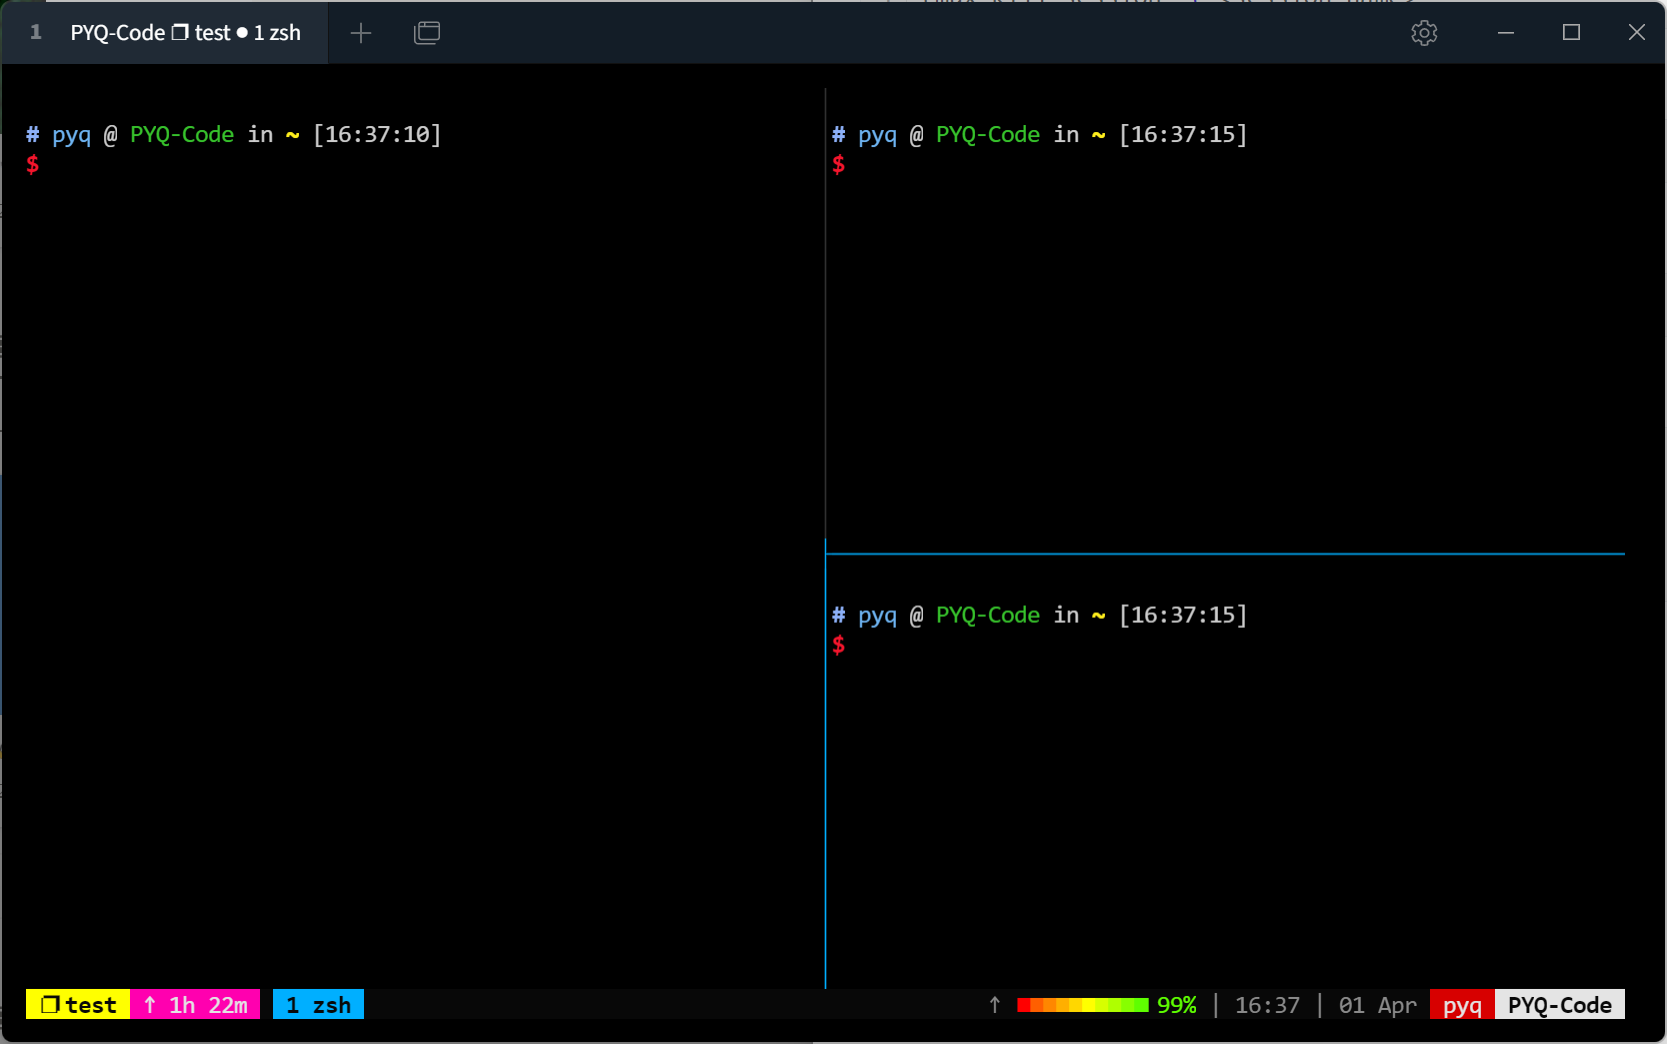 1 PYQ-Code ❐ test ● 1 zsh
# pyq @ PYQ-Code in ~ [16:37:10]
$
# pyq @ PYQ-Code in ~ [16:37:15]
$
# pyq @ PYQ-Code in ~ [16:37:15]
$
❐ test ↑ 1h 22m 1 zsh ↑ 99% | 16:37 | 01 Apr pyq PYQ-Code